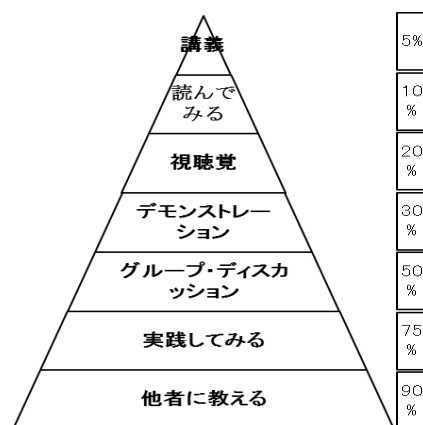 講義
5%
読んで
みる
10
%
視聴覚
20
%
デモンストレー
ション
30
%
グループ・ディスカ
ッション
50
%
実践してみる
75
%
他者に教える
90
%